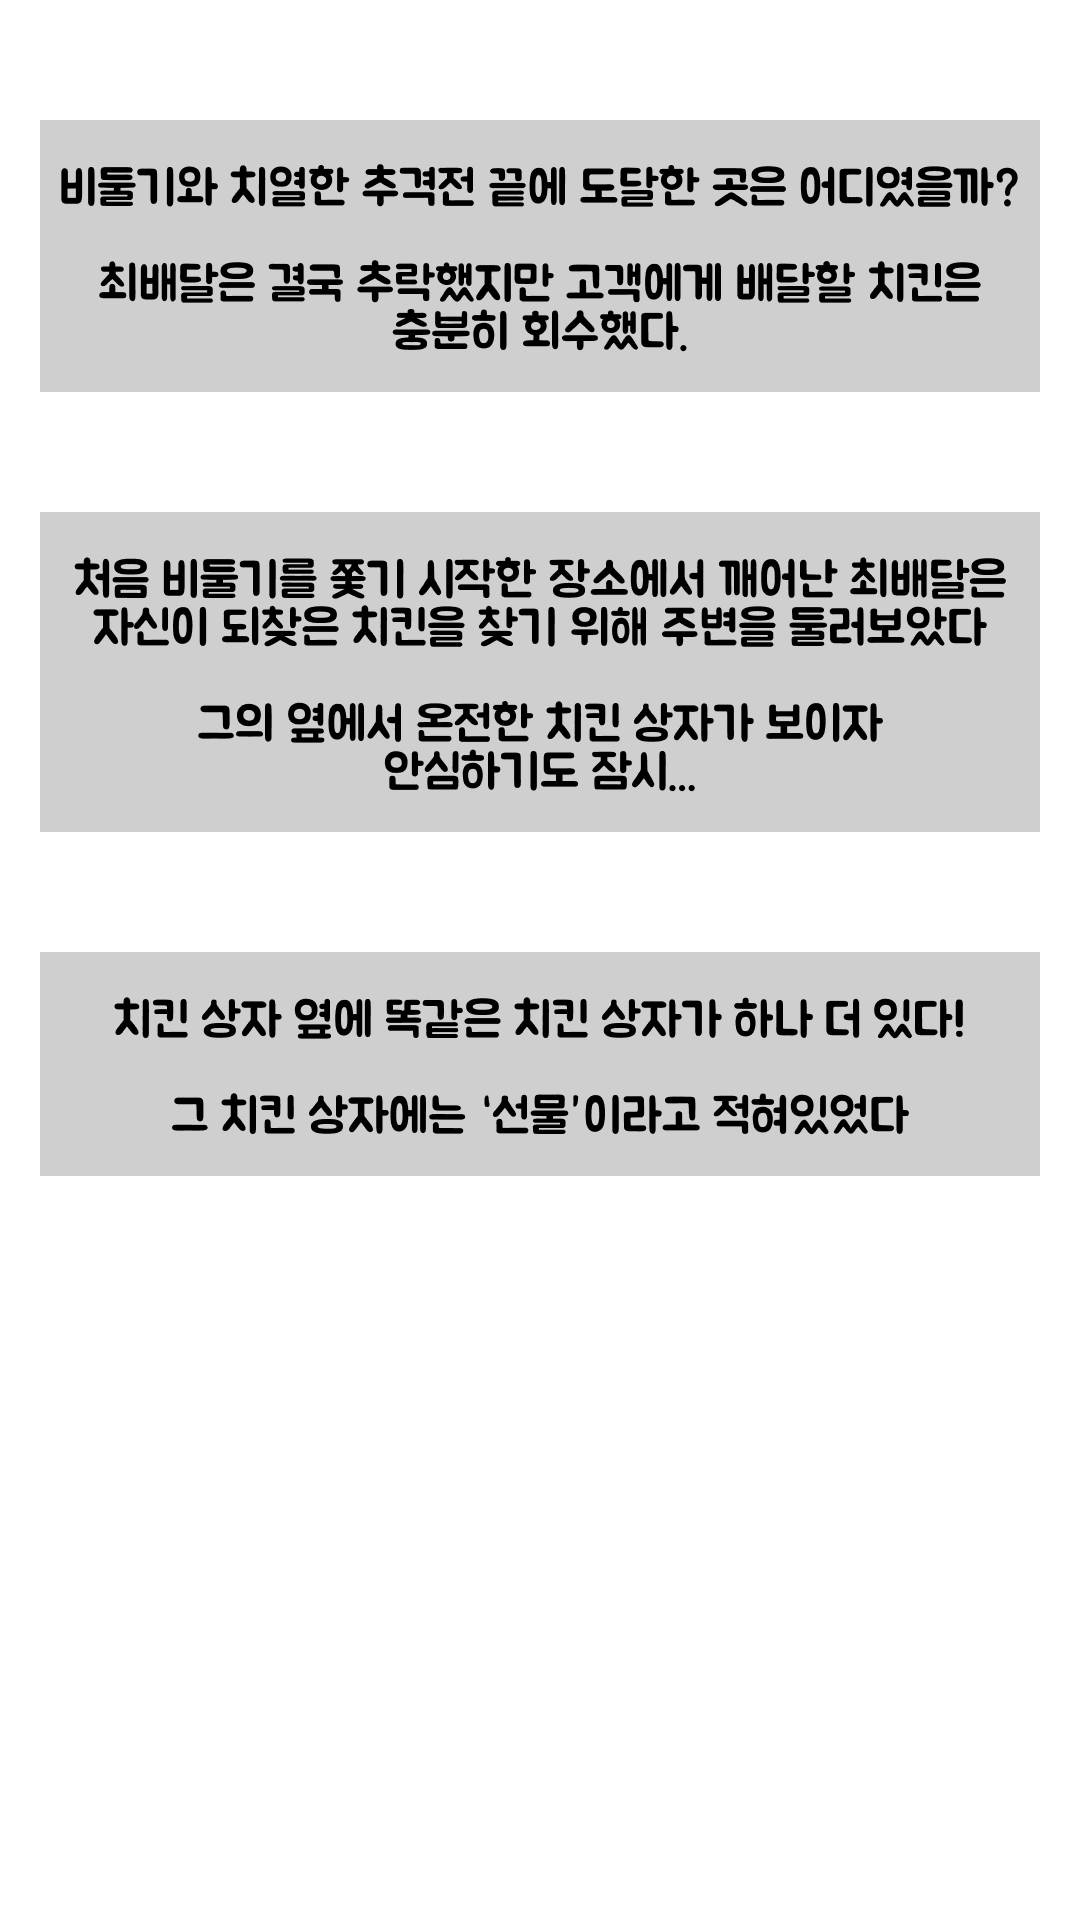 비둘기와 치열한 추격전 끝에 도달한 곳은 어디였을까?
최배달은 결국 추락했지만 고객에게 배달할 치킨은
충분히 회수했다.
처음 비둘기를 쫓기 시작한 장소에서 깨어난 최배달은
자신이 되찾은 치킨을 찾기 위해 주변을 둘러보았다
그의 옆에서 온전한 치킨 상자가 보이자
안심하기도 잠시...
치킨 상자 옆에 똑같은 치킨 상자가 하나 더 있다!
그 치킨 상자에는 ‘선물’이라고 적혀있었다